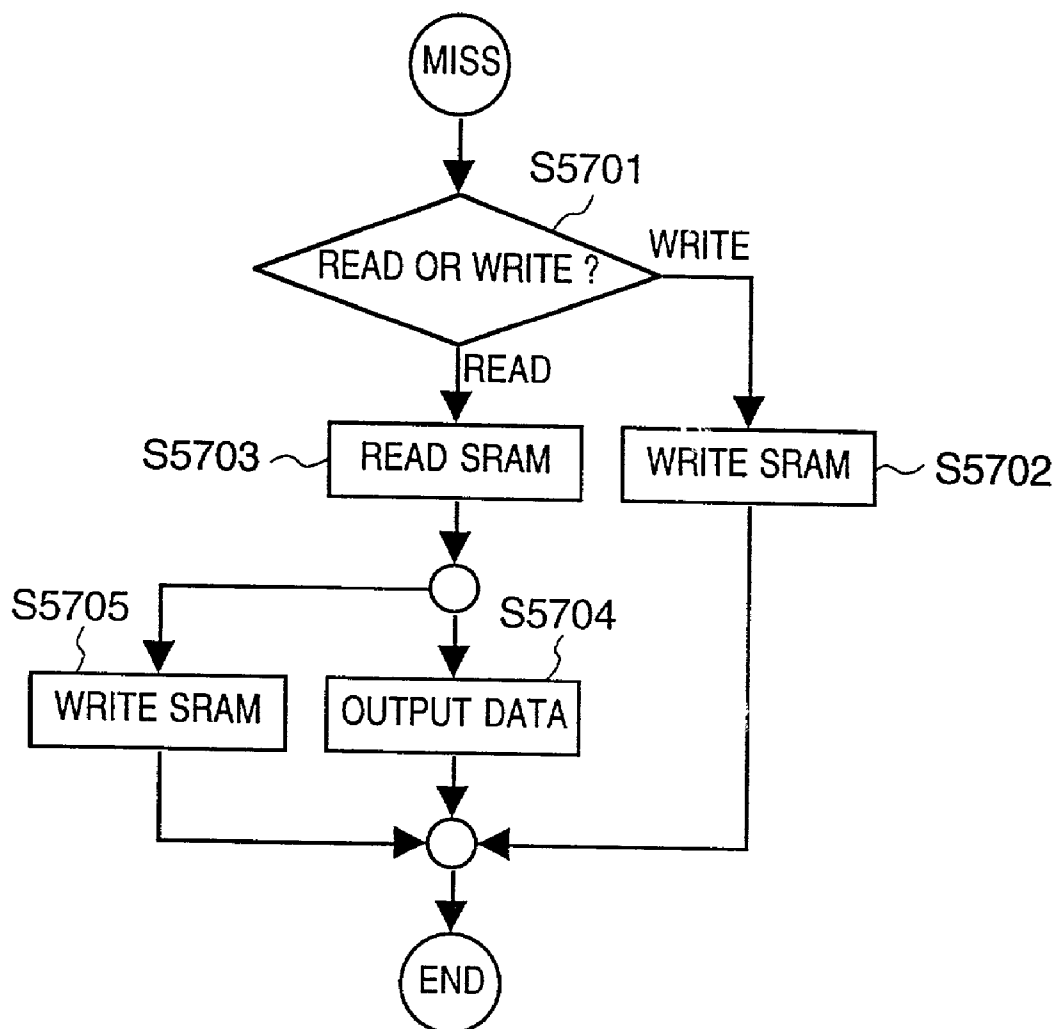 MISS
S5701
READ OR WRITE ?
WRITE
READ
S5703
READ SRAM
WRITE SRAM
S5702
S5705
S5704
WRITE SRAM
OUTPUT DATA
END